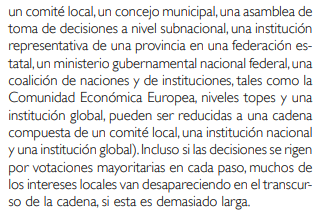 un comité local, un concejo municipal, una asamblea de
toma de decisiones a nivel subnacional, una institución
representativa de una provincia en una federación es-
tatal, un ministerio gubernamental nacional federal, una
coalición de naciones y de instituciones, tales como la
Comunidad Económica Europea, niveles topes y una
institución global, pueden ser reducidas a una cadena
compuesta de un comité local, una institución nacional
y una institución global). Incluso si las decisiones se rigen
por votaciones mayoritarias en cada paso, muchos de
los intereses locales van desapareciendo en el transcur-
so de la cadena, si esta es demasiado larga.